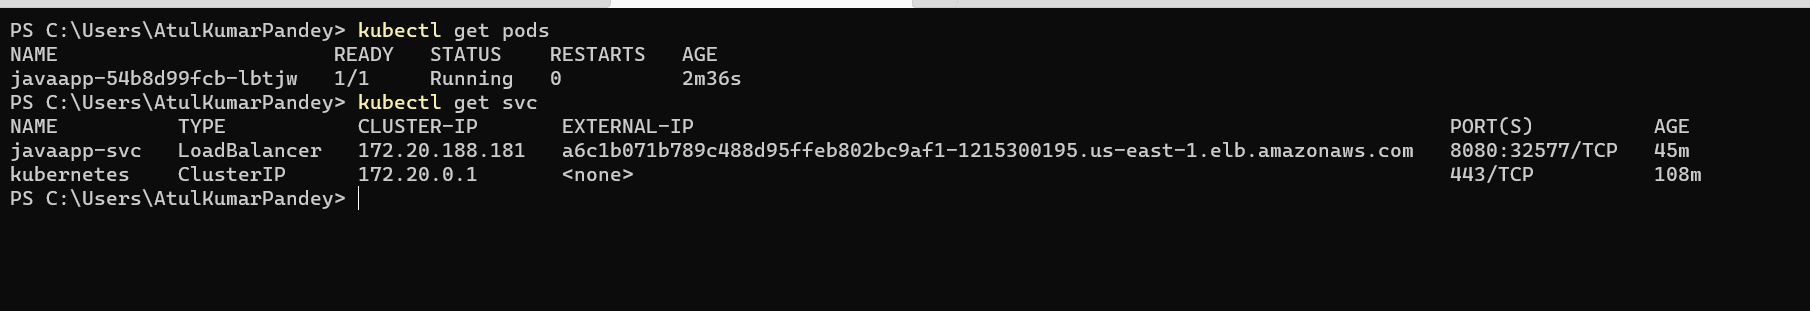 PS C:\Users\AtulKumarPandey> kubectl get pods
NAME                       READY   STATUS    RESTARTS   AGE
javaapp-54b8d99fcb-lbtjw   1/1     Running   0          2m36s
PS C:\Users\AtulKumarPandey> kubectl get svc
NAME          TYPE           CLUSTER-IP       EXTERNAL-IP                                                               PORT(S)          AGE
javaapp-svc   LoadBalancer   172.20.188.181   a6c1b071b789c488d95ffeb802bc9af1-1215300195.us-east-1.elb.amazonaws.com   8080:32577/TCP   45m
kubernetes    ClusterIP      172.20.0.1       <none>                                                                    443/TCP          108m
PS C:\Users\AtulKumarPandey>